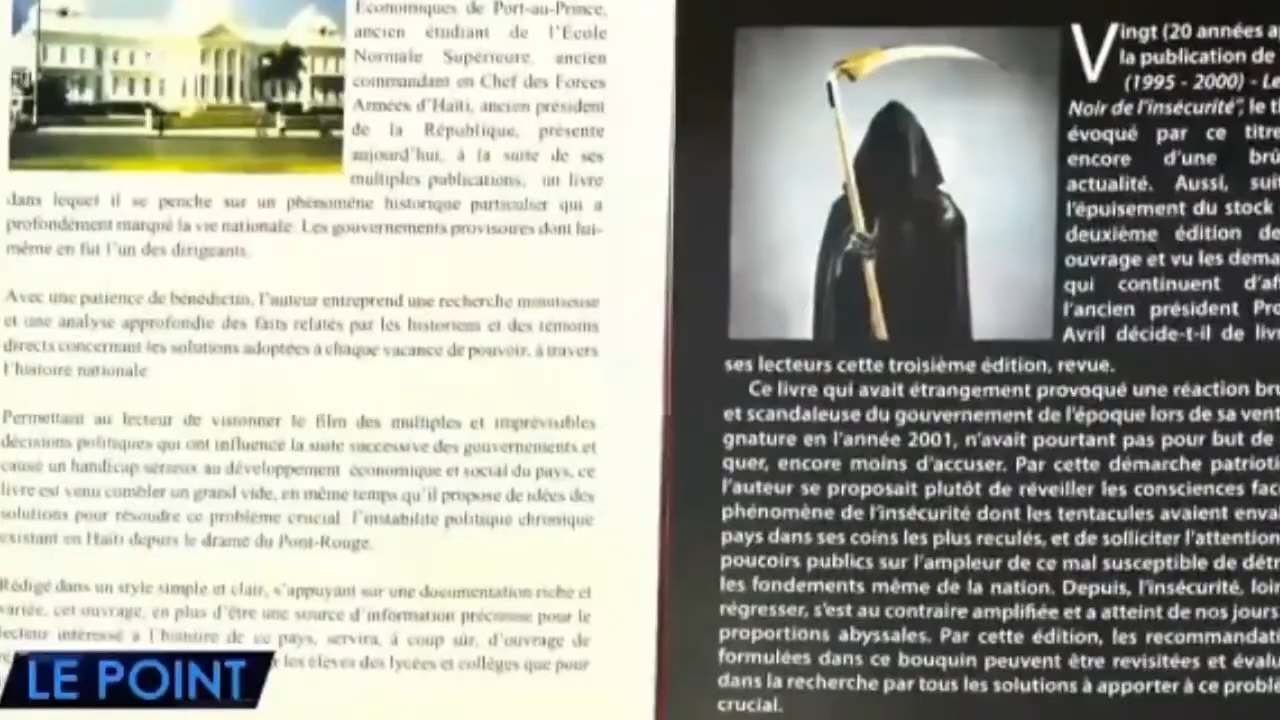 Economiques de Port-au-Prince,
ancien étudiant de l'Ecole
Normale Supérieure, ancien
commandant en Chef des Forces
Armées d'Haïti, ancien président
de la République, présente
aujourd'hui, à la suite de ses
multiples publications, un livre
dans lequel il se penche sur un phénomène historique particulier qui a
profondément marqué la vie nationale: Les gouvernements provisoires dont lui-
même en fut l'un des dirigeants.
Avec une patience de bénédictin, l'auteur entreprend une recherche minutieuse
et une analyse approfondie des faits relatés par les historiens et des témoins
directs concernant les solutions adoptées à chaque vacance de pouvoir, à travers
l'histoire nationale
Permettant au lecteur de visionner le film des multiples et imprévisibles
décisions politiques qui ont influencé la suite successive des gouvernements et
causé un handicap sérieux au développement économique et social du pays, ce
livre est venu combler un grand vide, en même temps qu'il propose de idées des
solutions pour résoudre ce problème crucial: l'instabilité politique chronique
existant en Haïti depuis le drame du Pont-Rouge.
Rédigé dans un style simple et clair, s'appuyant sur une documentation riche et
variée, cet ouvrage, en plus d'être une source d'information précieuse pour le
lecteur intéressé à l'histoire de ce pays, servira, à coup sûr, d'ouvrage de
les élèves des lycées et collèges que pour
LE POINT
Vingt (20 années ap
la publication de
(1995 - 2000) - Le
Noir de l'insécurité", le t
évoqué par ce titre
encore d'une brû
actualité. Aussi, suit
l'épuisement du stock
deuxième édition de
ouvrage et vu les dema
qui continuent d'af
l'ancien président Pro
Avril décide-t-il de livr
ses lecteurs cette troisième édition, revue.
Ce livre qui avait étrangement provoqué une réaction bru
et scandaleuse du gouvernement de l'époque lors de sa vent
gnature en l'année 2001, n'avait pourtant pas pour but de
quer, encore moins d'accuser. Par cette démarche patrioti
l'auteur se proposait plutôt de réveiller les consciences fac
phénomène de l'insécurité dont les tentacules avaient enva
pays dans ses coins les plus reculés, et de solliciter l'attention
poucoirs publics sur l'ampleur de ce mal susceptible de détr
les fondements même de la nation. Depuis, l'insécurité, loin
régresser, s'est au contraire amplifiée et a atteint de nos jours
proportions abyssales. Par cette édition, les recommandat
formulées dans ce bouquin peuvent être revisitées et évalu
dans la recherche par tous les solutions à apporter à ce problè
crucial.